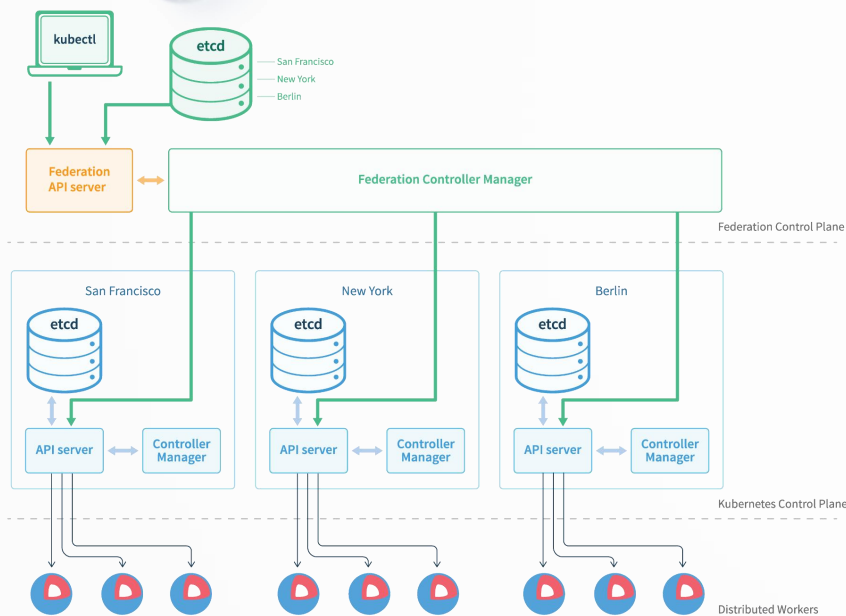 kubectl
etcd
San Francisco
New York
Berlin
Federation
API server
Federation Controller Manager
Federation Control Plane
San Francisco
New York
Berlin
etcd
etcd
etcd
API server
Controller
Manager
API server
Controller
Manager
API server
Controller
Manager
Kubernetes Control Plane
Distributed Workers